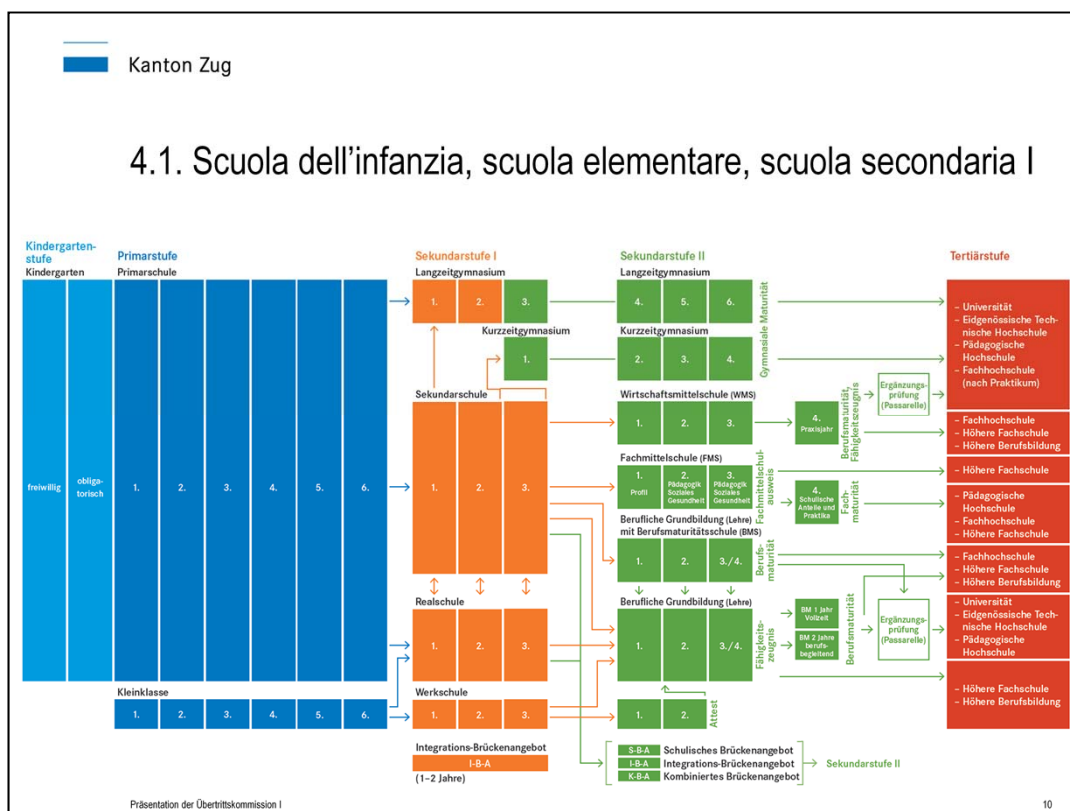 Kanton Zug
4.1. Scuola dell'infanzia, scuola elementare, scuola secondaria I
Kindergarten-
stufe
Kindergarten
freiwillig
obliga-
torisch
Primarstufe
Primarschule
1.
2.
3.
4.
5.
6.
Kleinklasse
1.
2.
3.
4.
5.
6.
Sekundarstufe I
Langzeitgymnasium
1.
2.
3.
Kurzzeitgymnasium
1.
Sekundarschule
1.
2.
3.
Realschule
1.
2.
3.
Werkschule
1.
2.
3.
Integrations-Brückenangebot
I-B-A
(1–2 Jahre)
Sekundarstufe II
Langzeitgymnasium
4.
5.
6.
Kurzzeitgymnasium
2.
3.
4.
Gymnasiale Maturität
Wirtschaftsmittelschule (WMS)
1.
2.
3.
4.
Praxisjahr
Berufsmaturität,
Fähigkeitszeugnis
Ergänzungs-
prüfung
(Passarelle)
Fachmittelschule (FMS)
1.
Profil
2.
Pädagogik
Soziales
Gesundheit
3.
Pädagogik
Soziales
Gesundheit
Fachmittelschul-
ausweis
4.
Schulische
Anteile und
Praktika
Fach-
maturität
Berufliche Grundbildung (Lehre)
mit Berufsmaturitätsschule (BMS)
1.
2.
3./4.
Berufs-
maturität
Berufliche Grundbildung (Lehre)
1.
2.
3./4.
Fähigkeits-
zeugnis
BM 1 Jahr
Vollzeit
BM 2 Jahre
berufs-
begleitend
Berufsmaturität
Ergänzungs-
prüfung
(Passarelle)
1.
2.
Attest
S-B-A Schulisches Brückenangebot
I-B-A Integrations-Brückenangebot
K-B-A Kombiniertes Brückenangebot
Sekundarstufe II
Tertiärstufe
– Universität
– Eidgenössische Tech-
nische Hochschule
– Pädagogische
Hochschule
– Fachhochschule
(nach Praktikum)
– Fachhochschule
– Höhere Fachschule
– Höhere Berufsbildung
– Höhere Fachschule
– Pädagogische
Hochschule
– Fachhochschule
– Höhere Fachschule
– Fachhochschule
– Höhere Fachschule
– Höhere Berufsbildung
– Universität
– Eidgenössische Tech-
nische Hochschule
– Pädagogische
Hochschule
– Höhere Fachschule
– Höhere Berufsbildung
Präsentation der Übertrittskommission I
10